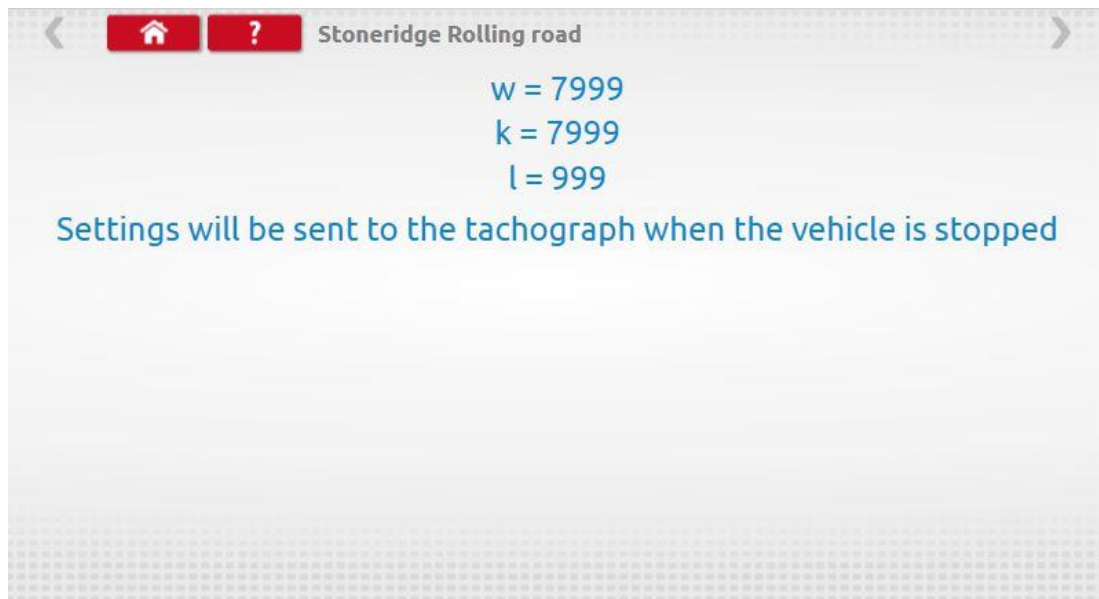 ? Stoneridge Rolling road
w = 7999
k = 7999
l = 999
Settings will be sent to the tachograph when the vehicle is stopped